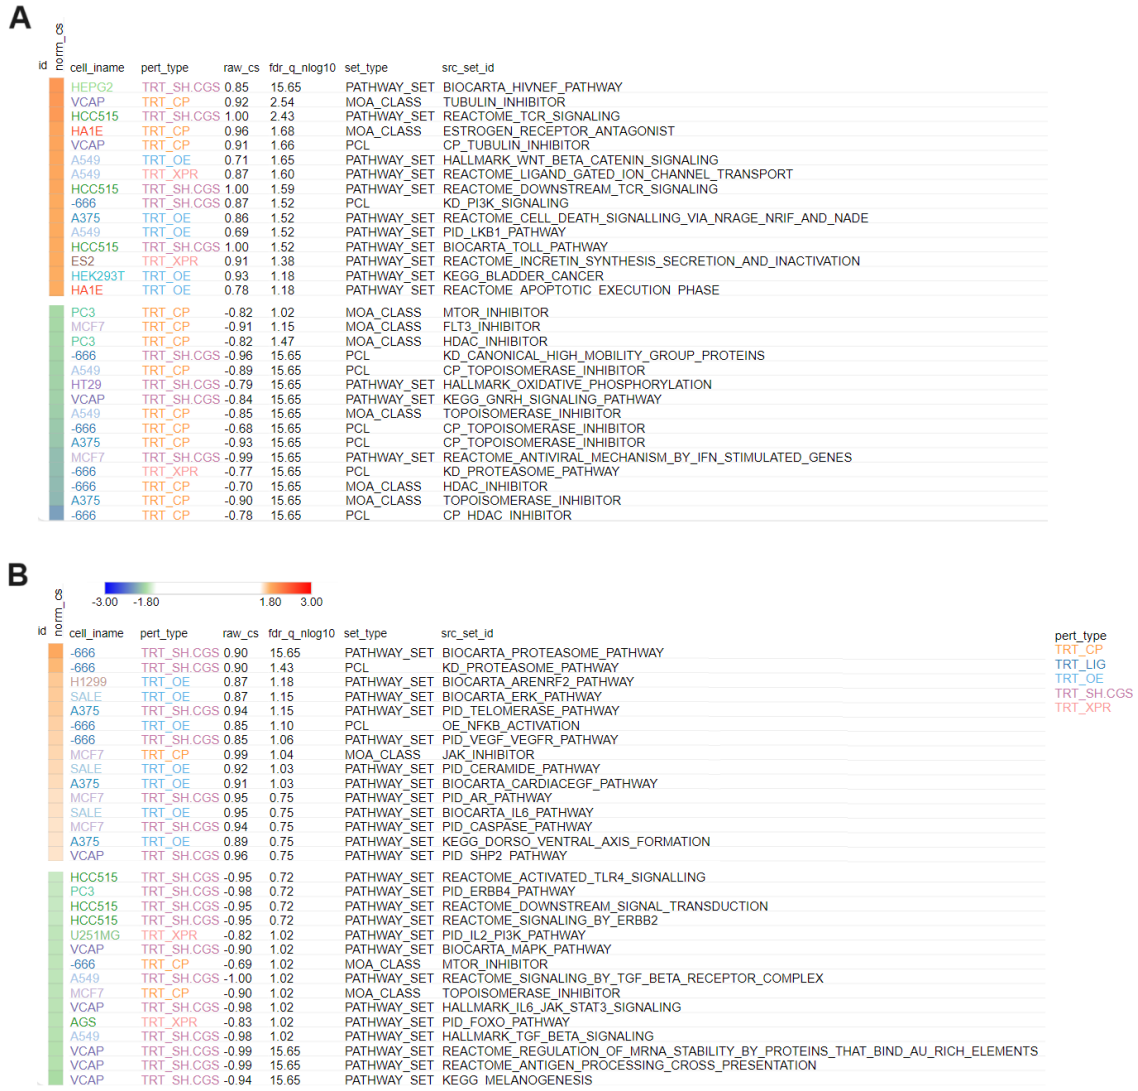 A
norm_cs
id cell_iname pert_type raw_cs fdr_q_nlog10 set_type src_set_id
HEPG2 TRT_SH.CGS 0.85 15.65 PATHWAY_SET BIOCARTA_HIVNEF_PATHWAY
VCAP TRT_CP 0.92 2.54 MOA_CLASS TUBULIN_INHIBITOR
HCC515 TRT_SH.CGS 1.00 2.43 PATHWAY_SET REACTOME_TCR_SIGNALING
HA1E TRT_CP 0.96 1.68 MOA_CLASS ESTROGEN_RECEPTOR_ANTAGONIST
VCAP TRT_CP 0.91 1.66 PCL CP_TUBULIN_INHIBITOR
A549 TRT_OE 0.71 1.65 PATHWAY_SET HALLMARK_WNT_BETA_CATENIN_SIGNALING
A549 TRT_XPR 0.87 1.60 PATHWAY_SET REACTOME_LIGAND_GATED_ION_CHANNEL_TRANSPORT
HCC515 TRT_SH.CGS 1.00 1.59 PATHWAY_SET REACTOME_DOWNSTREAM_TCR_SIGNALING
-666 TRT_SH.CGS 0.87 1.52 PCL KD_PI3K_SIGNALING
A375 TRT_OE 0.86 1.52 PATHWAY_SET REACTOME_CELL_DEATH_SIGNALLING_VIA_NRAGE_NRIF_AND_NADE
A549 TRT_OE 0.69 1.52 PATHWAY_SET PID_LKB1_PATHWAY
HCC515 TRT_SH.CGS 1.00 1.52 PATHWAY_SET BIOCARTA_TOLL_PATHWAY
ES2 TRT_XPR 0.91 1.38 PATHWAY_SET REACTOME_INCRETIN_SYNTHESIS_SECRETION_AND_INACTIVATION
HEK293T TRT_OE 0.93 1.18 PATHWAY_SET KEGG_BLADDER_CANCER
HA1E TRT_OE 0.78 1.18 PATHWAY_SET REACTOME_APOPTOTIC_EXECUTION_PHASE
PC3 TRT_CP -0.82 1.02 MOA_CLASS MTOR_INHIBITOR
MCF7 TRT_CP -0.91 1.15 MOA_CLASS FLT3_INHIBITOR
PC3 TRT_CP -0.82 1.47 MOA_CLASS HDAC_INHIBITOR
-666 TRT_SH.CGS -0.96 15.65 PCL KD_CANONICAL_HIGH_MOBILITY_GROUP_PROTEINS
A549 TRT_CP -0.89 15.65 PCL CP_TOPOISOMERASE_INHIBITOR
HT29 TRT_SH.CGS -0.79 15.65 PATHWAY_SET HALLMARK_OXIDATIVE_PHOSPHORYLATION
VCAP TRT_SH.CGS -0.84 15.65 PATHWAY_SET KEGG_GNRH_SIGNALING_PATHWAY
A549 TRT_CP -0.85 15.65 MOA_CLASS TOPOISOMERASE_INHIBITOR
-666 TRT_CP -0.68 15.65 PCL CP_TOPOISOMERASE_INHIBITOR
A375 TRT_CP -0.93 15.65 PCL CP_TOPOISOMERASE_INHIBITOR
MCF7 TRT_SH.CGS -0.99 15.65 PATHWAY_SET REACTOME_ANTIVIRAL_MECHANISM_BY_IFN_STIMULATED_GENES
-666 TRT_XPR -0.77 15.65 PCL KD_PROTEASOME_PATHWAY
-666 TRT_CP -0.70 15.65 MOA_CLASS HDAC_INHIBITOR
A375 TRT_CP -0.90 15.65 MOA_CLASS TOPOISOMERASE_INHIBITOR
-666 TRT_CP -0.78 15.65 PCL CP_HDAC_INHIBITOR
B
-3.00 -1.80 1.80 3.00
norm_cs
id cell_iname pert_type raw_cs fdr_q_nlog10 set_type src_set_id
-666 TRT_SH.CGS 0.90 15.65 PATHWAY_SET BIOCARTA_PROTEASOME_PATHWAY
-666 TRT_SH.CGS 0.90 1.43 PCL KD_PROTEASOME_PATHWAY
H1299 TRT_OE 0.87 1.18 PATHWAY_SET BIOCARTA_ARENRF2_PATHWAY
SALE TRT_OE 0.87 1.15 PATHWAY_SET BIOCARTA_ERK_PATHWAY
A375 TRT_SH.CGS 0.94 1.15 PATHWAY_SET PID_TELOMERASE_PATHWAY
-666 TRT_OE 0.85 1.10 PCL OE_NFKB_ACTIVATION
-666 TRT_SH.CGS 0.85 1.06 PATHWAY_SET PID_VEGF_VEGFR_PATHWAY
MCF7 TRT_CP 0.99 1.04 MOA_CLASS JAK_INHIBITOR
SALE TRT_OE 0.92 1.03 PATHWAY_SET PID_CERAMIDE_PATHWAY
A375 TRT_OE 0.91 1.03 PATHWAY_SET BIOCARTA_CARDIACEGF_PATHWAY
MCF7 TRT_SH.CGS 0.95 0.75 PATHWAY_SET PID_AR_PATHWAY
SALE TRT_OE 0.95 0.75 PATHWAY_SET BIOCARTA_IL6_PATHWAY
MCF7 TRT_SH.CGS 0.94 0.75 PATHWAY_SET PID_CASPASE_PATHWAY
A375 TRT_OE 0.89 0.75 PATHWAY_SET KEGG_DORSO_VENTRAL_AXIS_FORMATION
VCAP TRT_SH.CGS 0.96 0.75 PATHWAY_SET PID_SHP2_PATHWAY
HCC515 TRT_SH.CGS -0.95 0.72 PATHWAY_SET REACTOME_ACTIVATED_TLR4_SIGNALLING
PC3 TRT_SH.CGS -0.98 0.72 PATHWAY_SET PID_ERBB4_PATHWAY
HCC515 TRT_SH.CGS -0.95 0.72 PATHWAY_SET REACTOME_DOWNSTREAM_SIGNAL_TRANSDUCTION
HCC515 TRT_SH.CGS -0.95 0.72 PATHWAY_SET REACTOME_SIGNALING_BY_ERBB2
U251MG TRT_XPR -0.82 1.02 PATHWAY_SET PID_IL2_PI3K_PATHWAY
VCAP TRT_SH.CGS -0.90 1.02 PATHWAY_SET BIOCARTA_MAPK_PATHWAY
-666 TRT_CP -0.69 1.02 MOA_CLASS MTOR_INHIBITOR
A549 TRT_SH.CGS -1.00 1.02 PATHWAY_SET REACTOME_SIGNALING_BY_TGF_BETA_RECEPTOR_COMPLEX
MCF7 TRT_CP -0.90 1.02 MOA_CLASS TOPOISOMERASE_INHIBITOR
VCAP TRT_SH.CGS -0.98 1.02 PATHWAY_SET HALLMARK_IL6_JAK_STAT3_SIGNALING
AGS TRT_XPR -0.83 1.02 PATHWAY_SET PID_FOXO_PATHWAY
A549 TRT_SH.CGS -0.98 1.02 PATHWAY_SET HALLMARK_TGF_BETA_SIGNALING
VCAP TRT_SH.CGS -0.99 15.65 PATHWAY_SET REACTOME_REGULATION_OF_MRNA_STABILITY_BY_PROTEINS_THAT_BIND_AU_RICH_ELEMENTS
VCAP TRT_SH.CGS -0.99 15.65 PATHWAY_SET REACTOME_ANTIGEN_PROCESSING_CROSS_PRESENTATION
VCAP TRT_SH.CGS -0.94 15.65 PATHWAY_SET KEGG_MELANOGENESIS
pert_type
TRT_CP
TRT_LIG
TRT_OE
TRT_SH.CGS
TRT_XPR